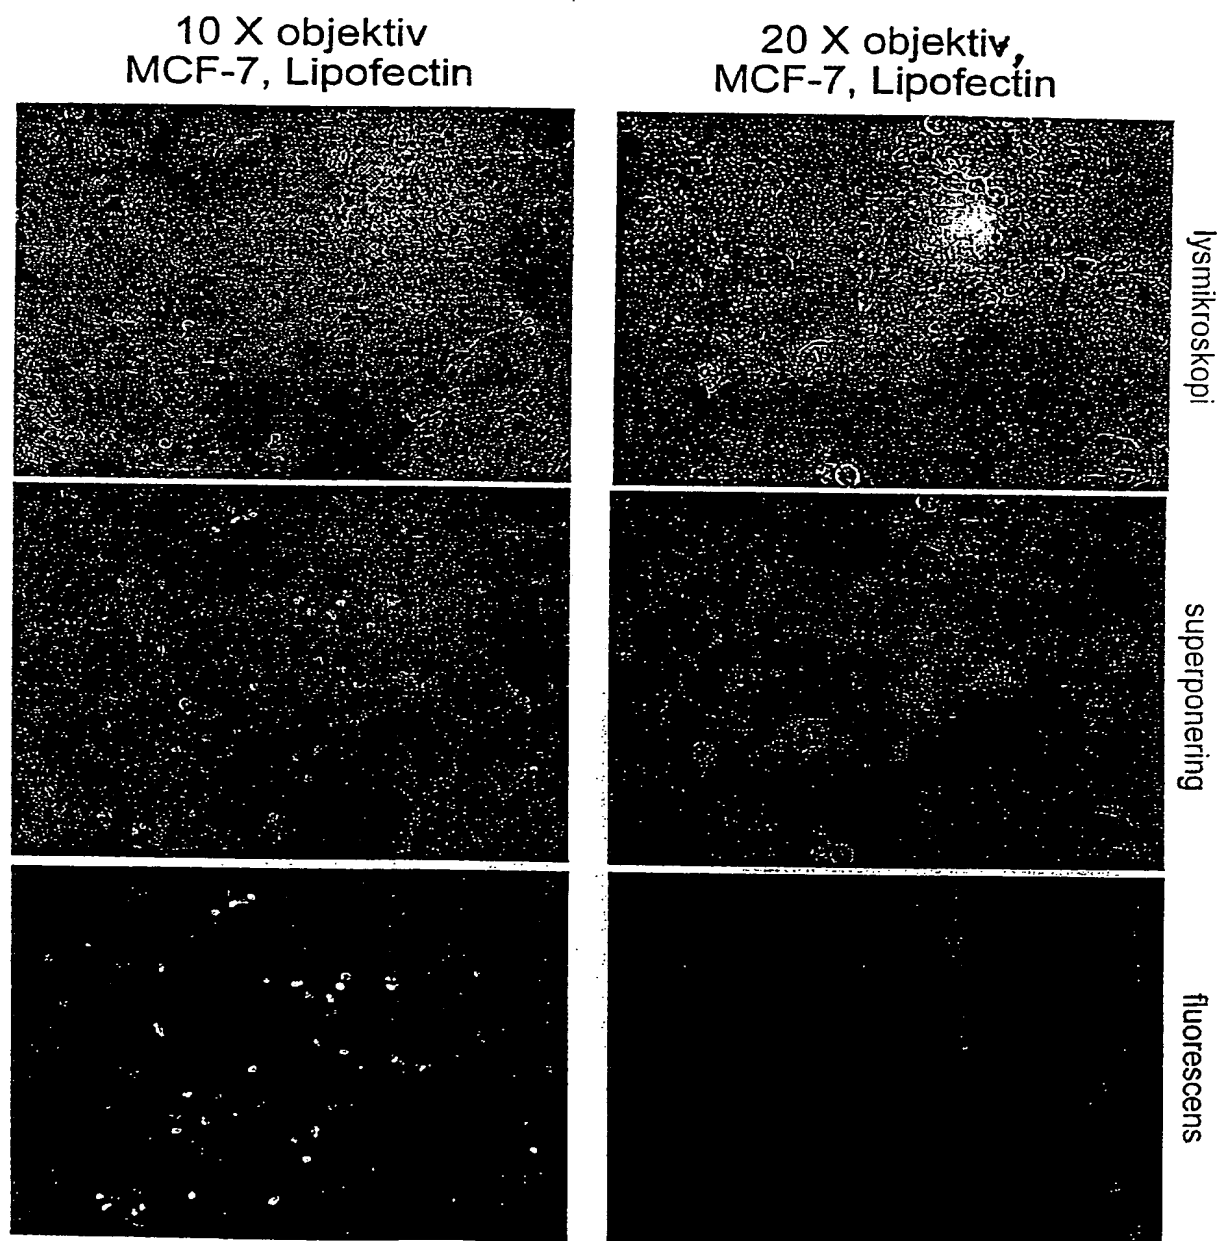 10 X objektiv
MCF-7, Lipofectin
20 X objektiv,
MCF-7, Lipofectin
lysmikroskopi
superponering
fluorescens